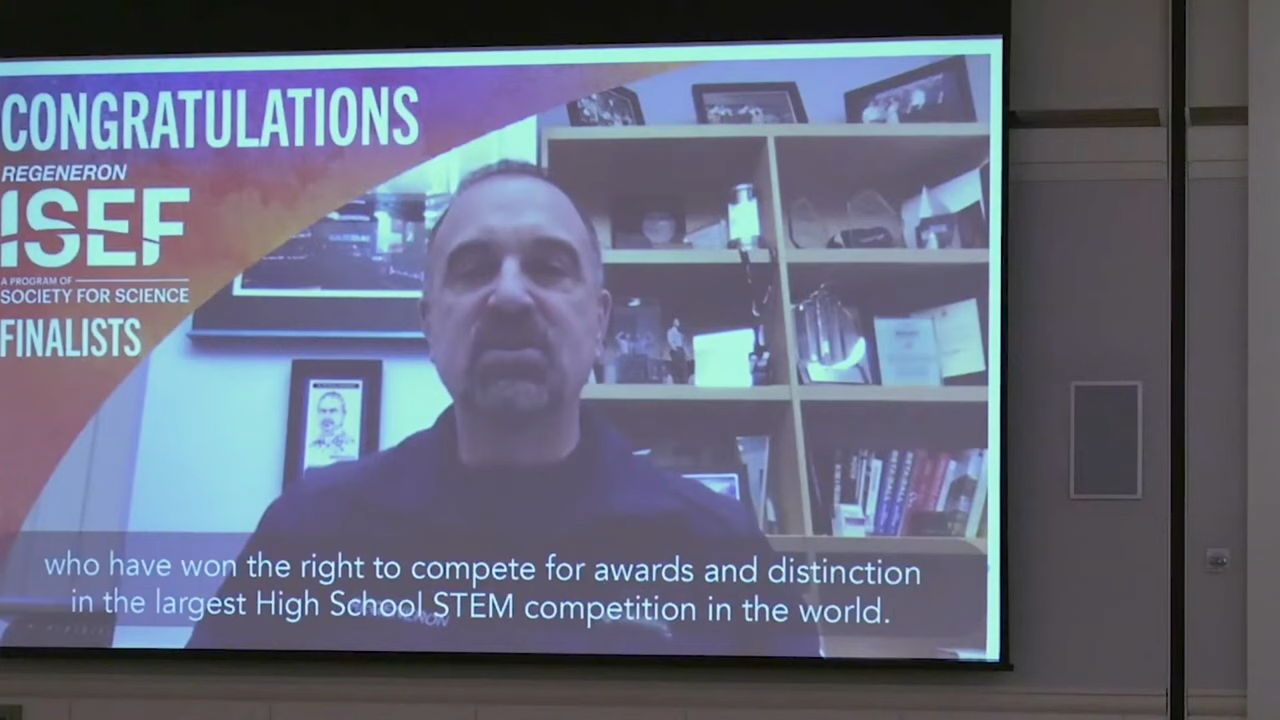 CONGRATULATIONS
REGENERON
ISEF
A PROGRAM OF
SOCIETY FOR SCIENCE
FINALISTS
who have won the right to compete for awards and distinction
in the largest High School STEM competition in the world.